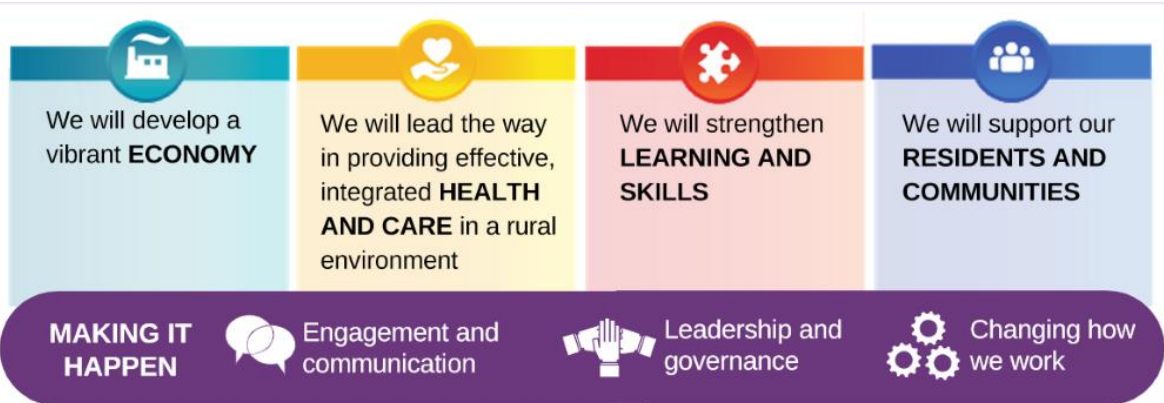 We will develop a
vibrant ECONOMY
We will lead the way
in providing effective,
integrated HEALTH
AND CARE in a rural
environment
We will strengthen
LEARNING AND
SKILLS
We will support our
RESIDENTS AND
COMMUNITIES
MAKING IT
HAPPEN
Engagement and
communication
Leadership and
governance
Changing how
we work